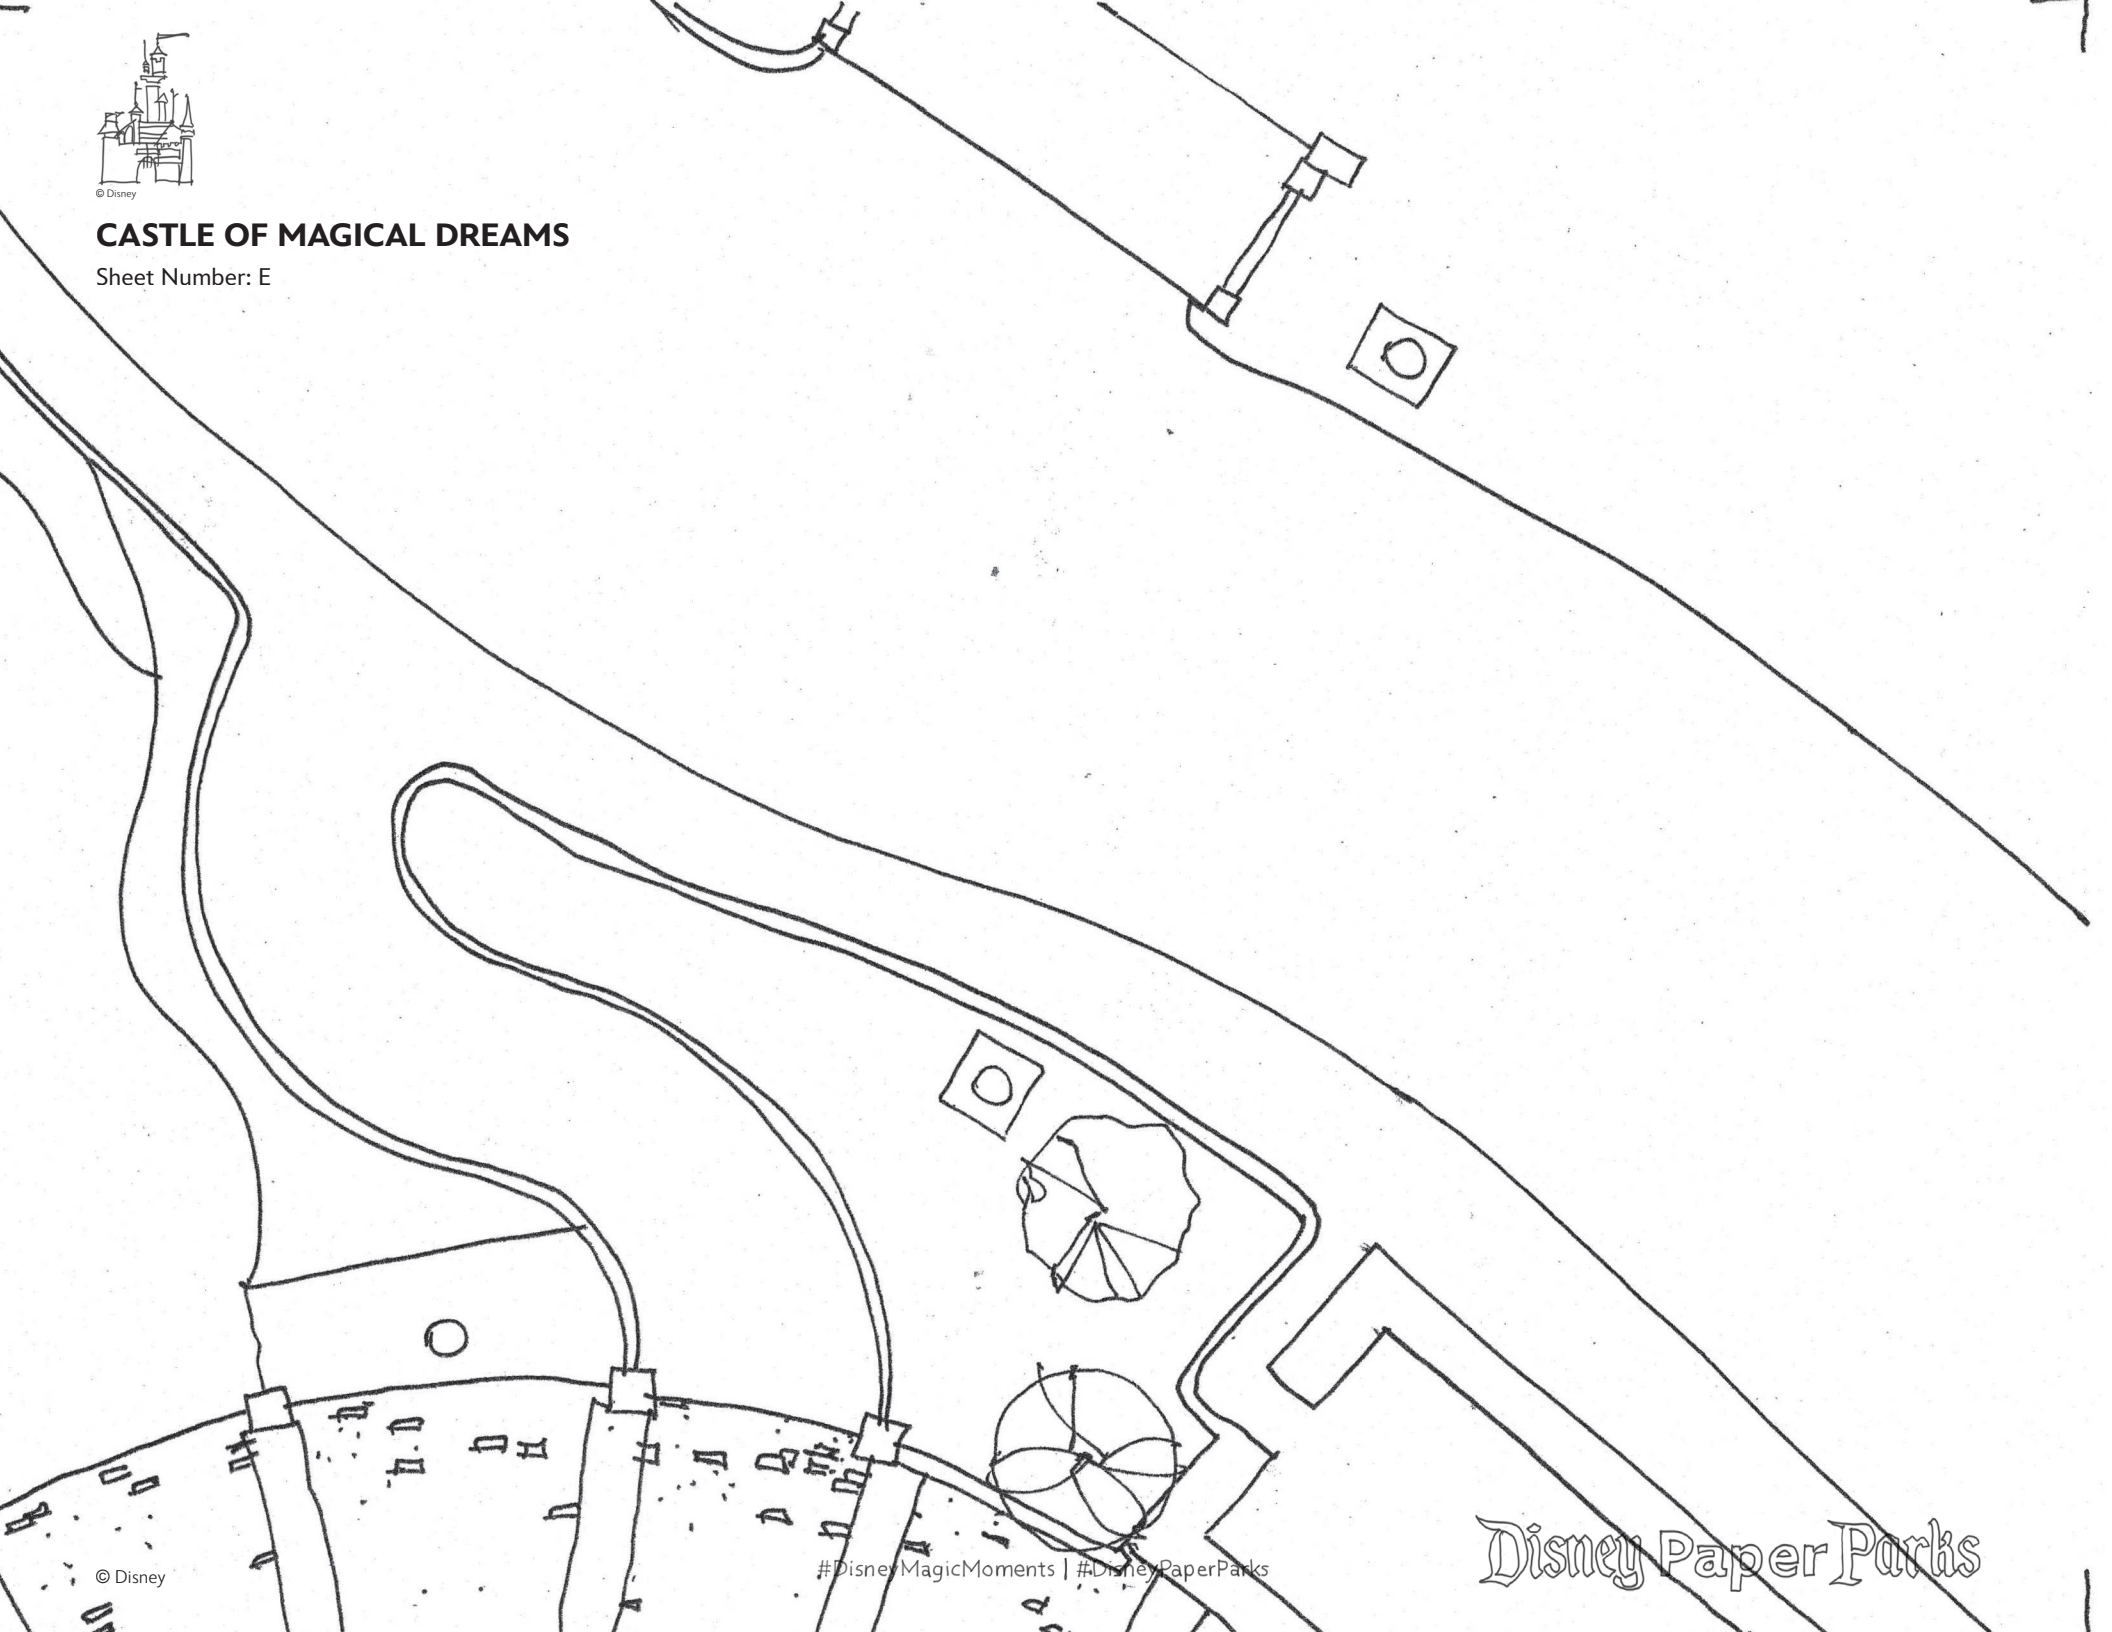 © Disney
CASTLE OF MAGICAL DREAMS
Sheet Number: E
© Disney
#DisneyMagicMoments | #DisneyPaperParks
Disney Paper Parks